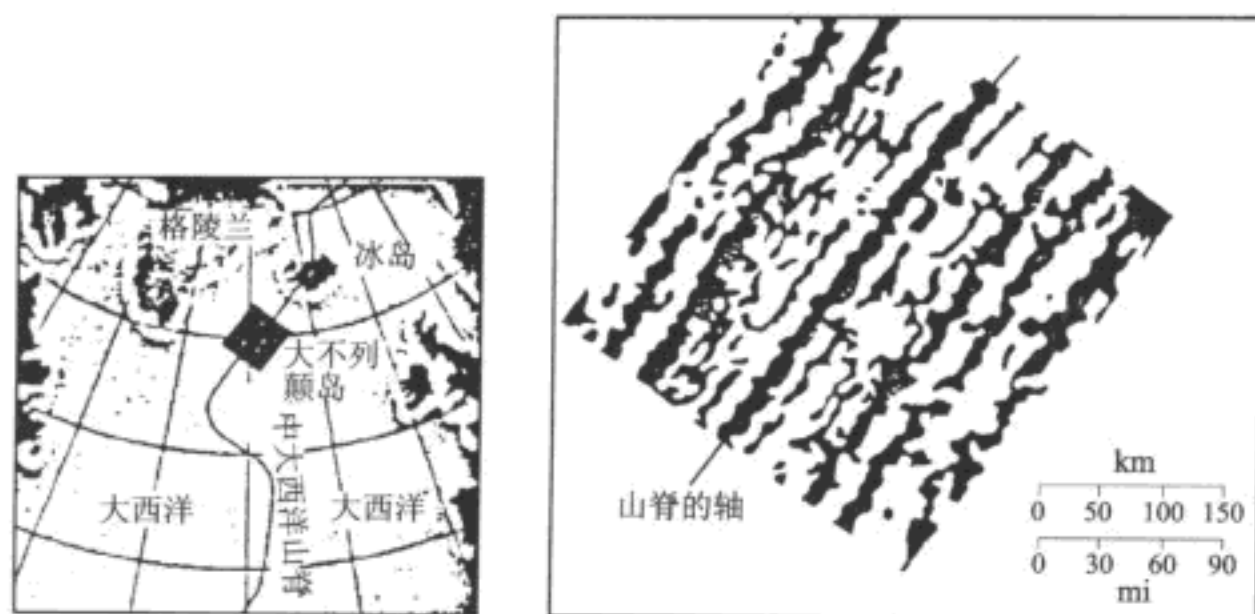 格陵兰
冰岛
大不列
颠岛
中大西洋山脊
大西洋
大西洋
山脊的轴
km
0 50 100 150
0 30 60 90
mi